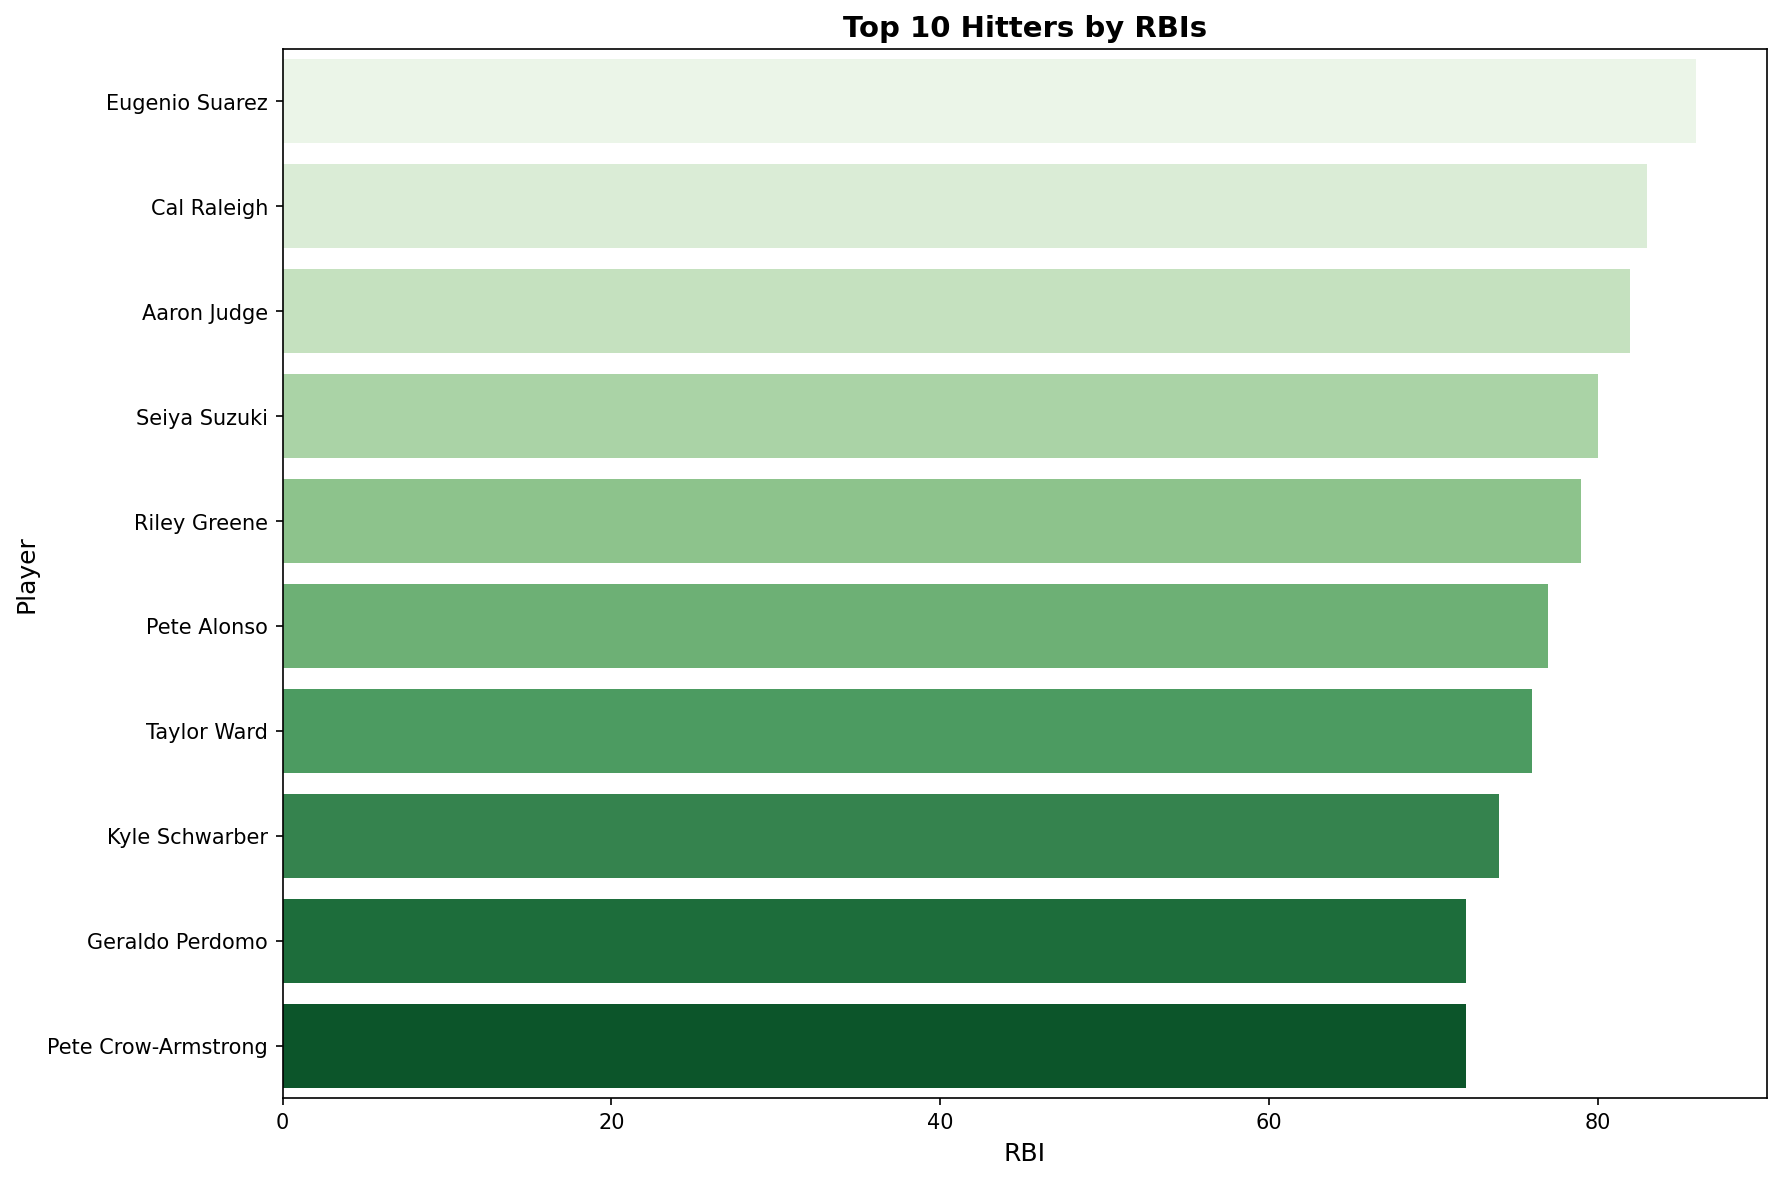 Top 10 Hitters by RBIs
Player
Eugenio Suarez
Cal Raleigh
Aaron Judge
Seiya Suzuki
Riley Greene
Pete Alonso
Taylor Ward
Kyle Schwarber
Geraldo Perdomo
Pete Crow-Armstrong
0 20 40 60 80
RBI